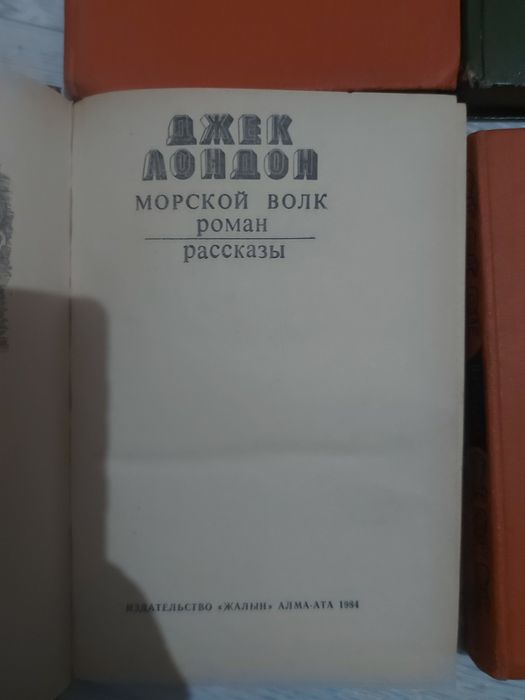 ДЖЕК
ЛОНДОН
МОРСКОЙ ВОЛК
роман
рассказы
ИЗДАТЕЛЬСТВО «ЖАЛЫН» АЛМА-АТА 1984